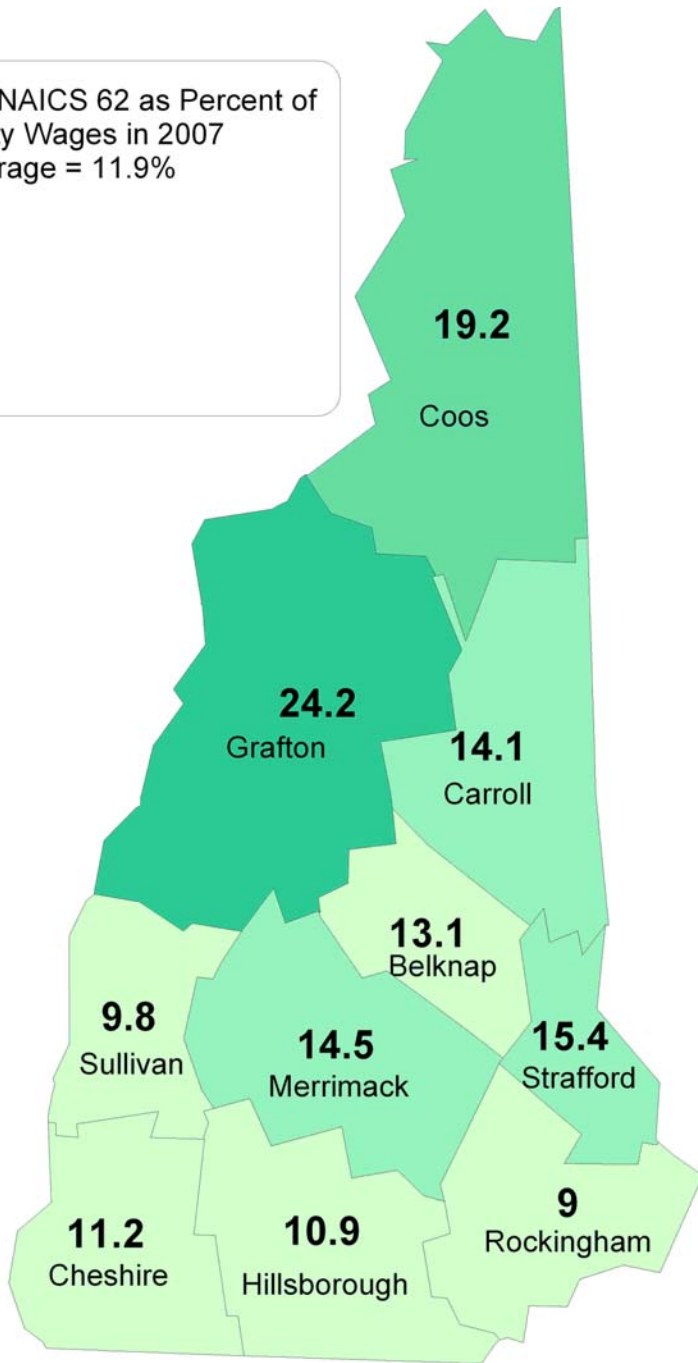 NAICS 62 as Percent of
Wages in 2007
= 11.9%
19.2
Coos
24.2
Grafton
14.1
Carroll
13.1
Belknap
9.8
Sullivan
14.5
Merrimack
15.4
Strafford
9
Rockingham
11.2
Cheshire
10.9
Hillsborough